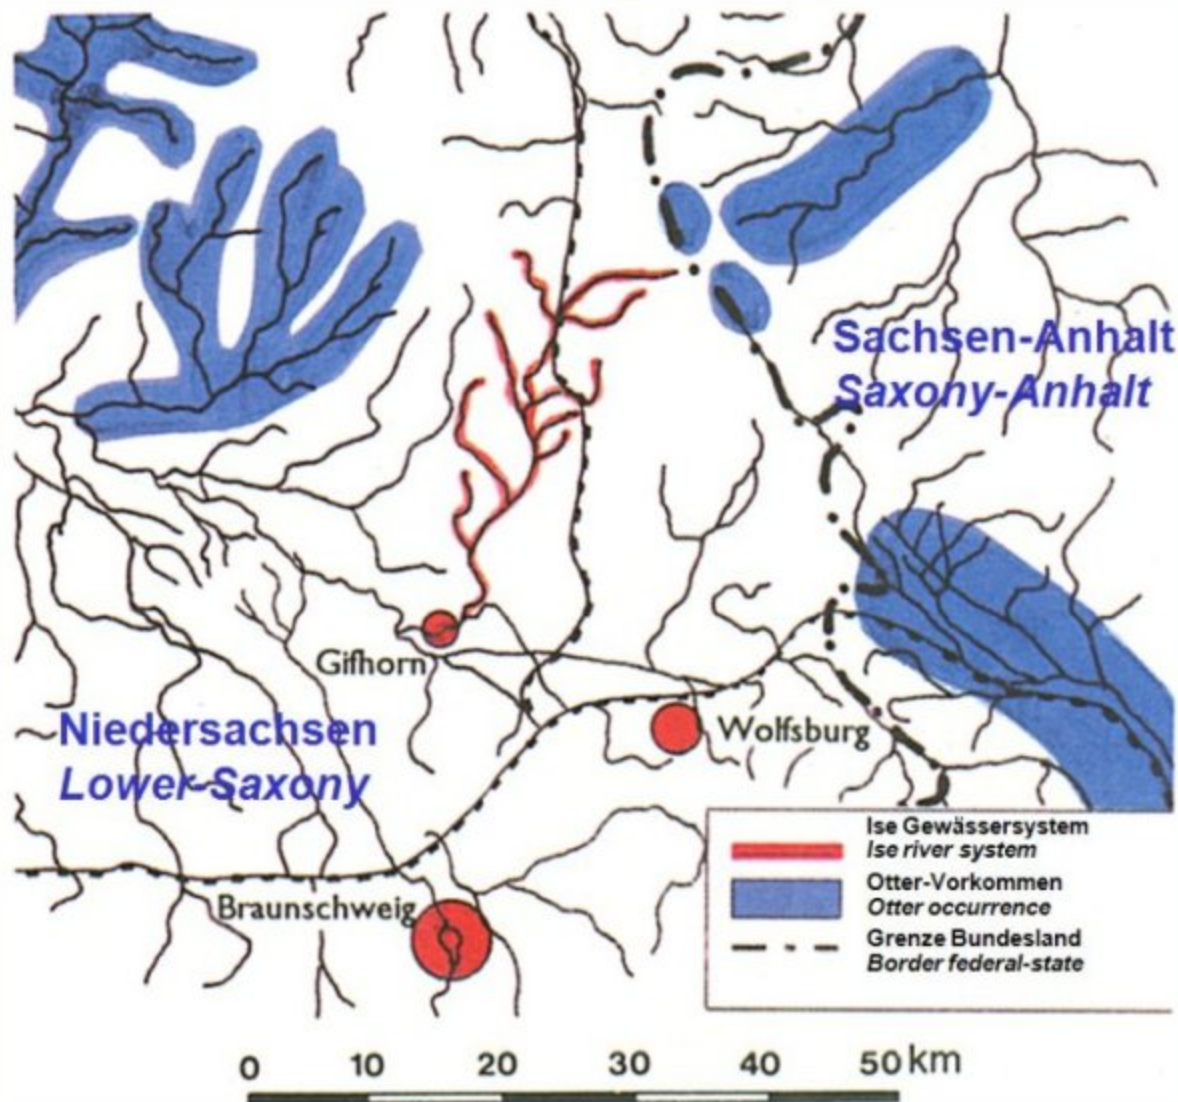 Sachsen-Anhalt
Saxony-Anhalt
Gifhorn
Niedersachsen
Lower-Saxony
Wolfsburg
Braunschweig
Ise Gewässersystem
Ise river system
Otter-Vorkommen
Otter occurrence
Grenze Bundesland
Border federal-state
0 10 20 30 40 50 km